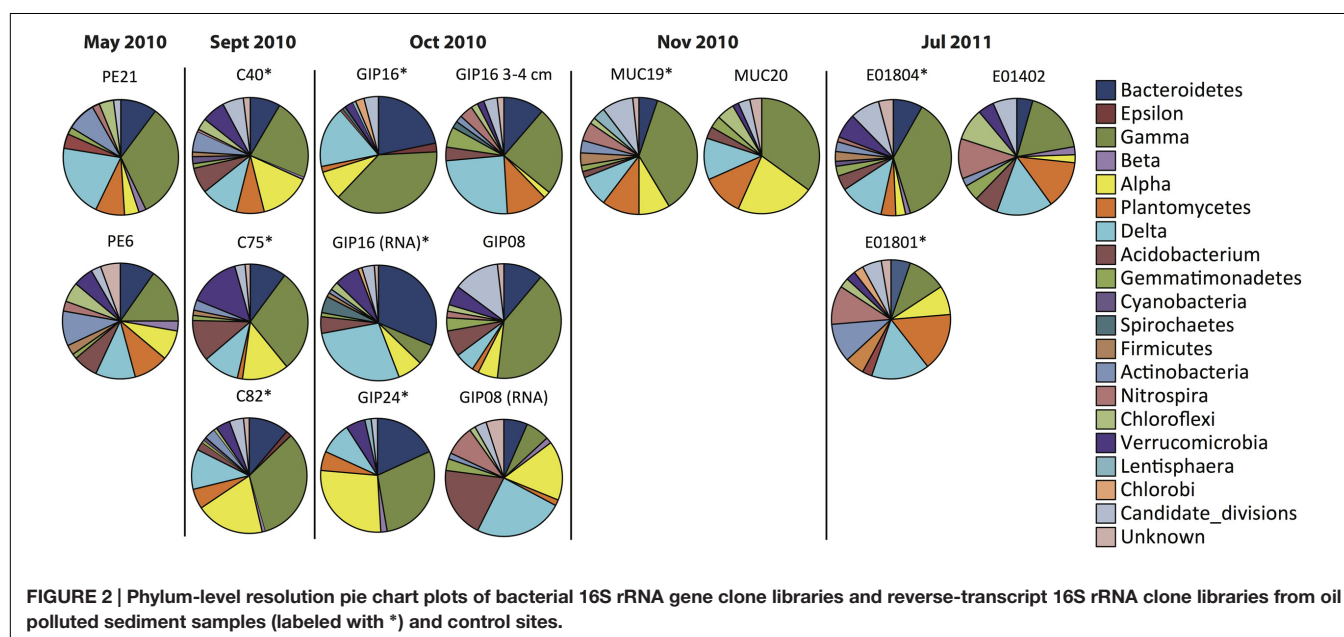 May 2010
Sept 2010
Oct 2010
Nov 2010
Jul 2011
PE21
C40*
GIP16*
GIP16 3-4 cm
MUC19*
MUC20
E01804*
E01402
PE6
C75*
GIP16 (RNA)*
GIP08
E01801*
C82*
GIP24*
GIP08 (RNA)
Bacteroidetes
Epsilon
Gamma
Beta
Alpha
Plantomycetes
Delta
Acidobacterium
Gemmatimonadetes
Cyanobacteria
Spirochaetes
Firmicutes
Actinobacteria
Nitrospira
Chloroflexi
Verrucomicrobia
Lentisphaera
Chlorobi
Candidate_divisions
Unknown
FIGURE 2 | Phylum-level resolution pie chart plots of bacterial 16S rRNA gene clone libraries and reverse-transcript 16S rRNA clone libraries from oil
polluted sediment samples (labeled with *) and control sites.